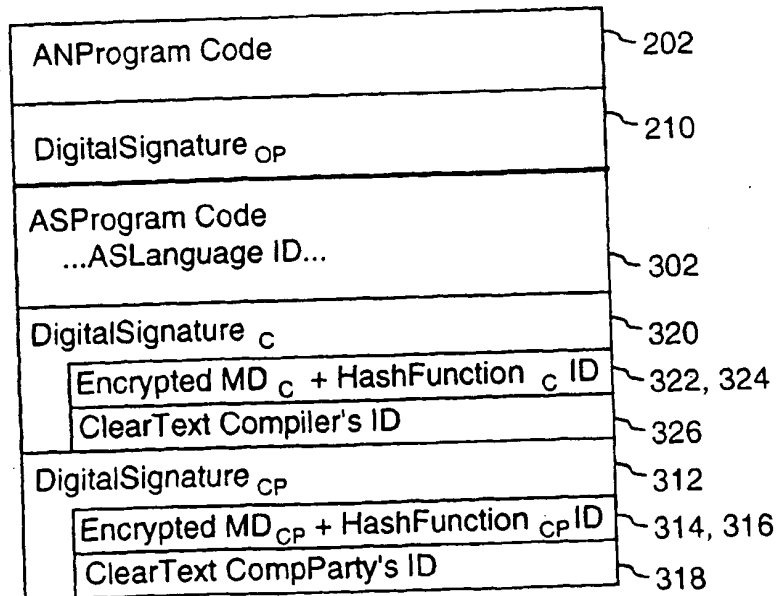 ANProgram Code 202
DigitalSignature OP 210
ASProgram Code
...ASLanguage ID... 302
DigitalSignature C 320
Encrypted MD C + HashFunction C ID 322, 324
ClearText Compiler's ID 326
DigitalSignature CP 312
Encrypted MD CP + HashFunction CP ID 314, 316
ClearText CompParty's ID 318